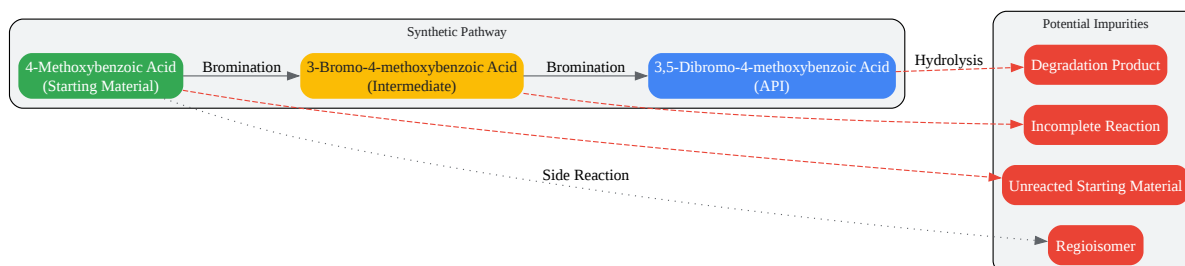 Synthetic Pathway
4-Methoxybenzoic Acid
(Starting Material)
Bromination
3-Bromo-4-methoxybenzoic Acid
(Intermediate)
Bromination
3,5-Dibromo-4-methoxybenzoic Acid
(API)
Hydrolysis
Side Reaction
Potential Impurities
Degradation Product
Incomplete Reaction
Unreacted Starting Material
Regioisomer